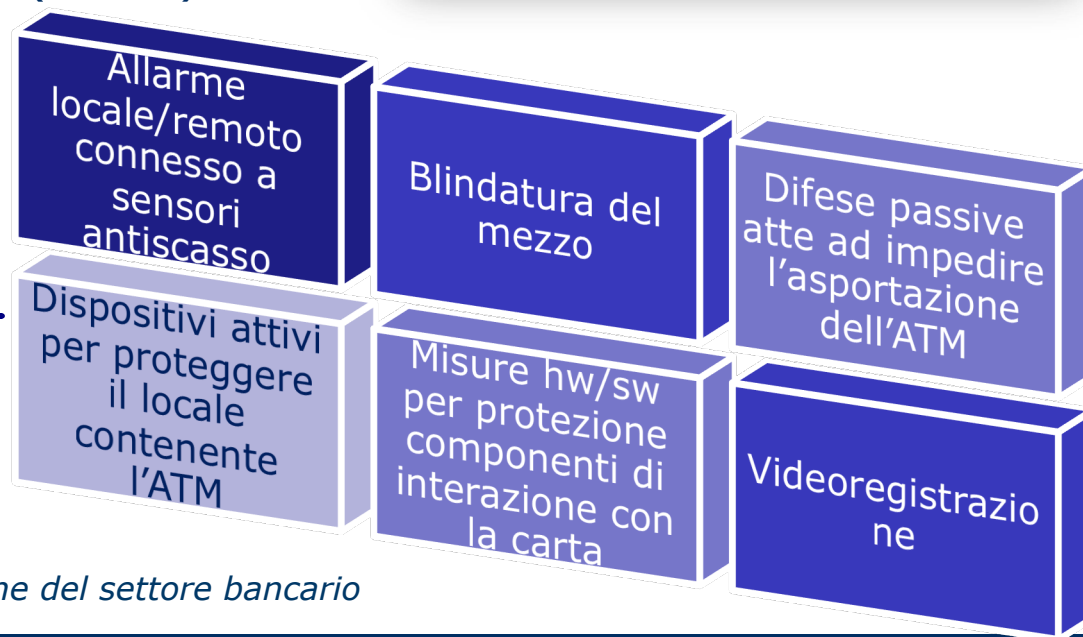 Allarme
locale/remoto
connesso a
sensori
antiscasso
Blindatura del
mezzo
Difese passive
atte ad impedire
l’asportazione
dell’ATM
Dispositivi attivi
per proteggere
il locale
contenente
l’ATM
Misure hw/sw
per protezione
componenti di
interazione con
la carta
Videoregistrazio
ne
ne del settore bancario